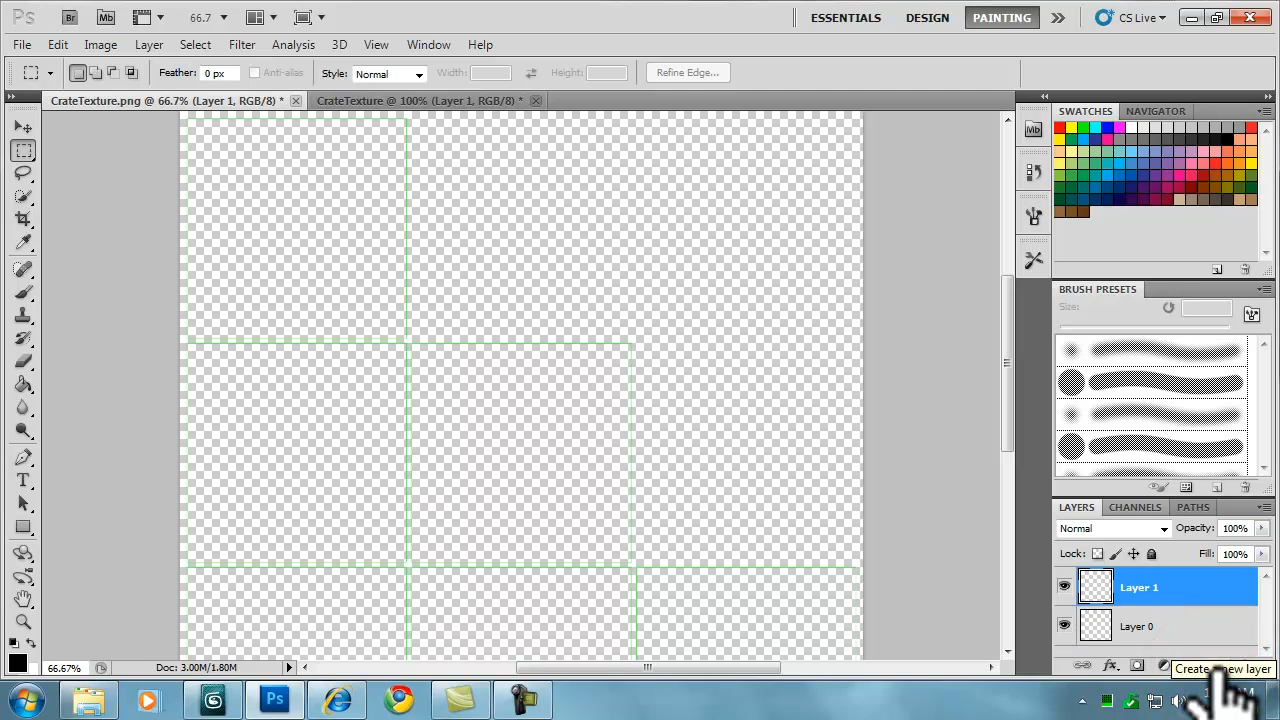 Ps Br Mb 66.7 ESSENTIALS DESIGN PAINTING CS Live
File Edit Image Layer Select Filter Analysis 3D View Window Help
Feather: 0 px Anti-alias Style: Normal Width: Height: Refine Edge...
CrateTexture.png @ 66.7% (Layer 1, RGB/8) * CrateTexture @ 100% (Layer 1, RGB/8) *
SWATCHES NAVIGATOR
Mb
BRUSH PRESETS
Size:
LAYERS CHANNELS PATHS
Normal Opacity: 100%
Lock: Fill: 100%
Layer 1
Layer 0
fx.
Create a new layer
66.67% Doc: 3.00M/1.80M
Ps